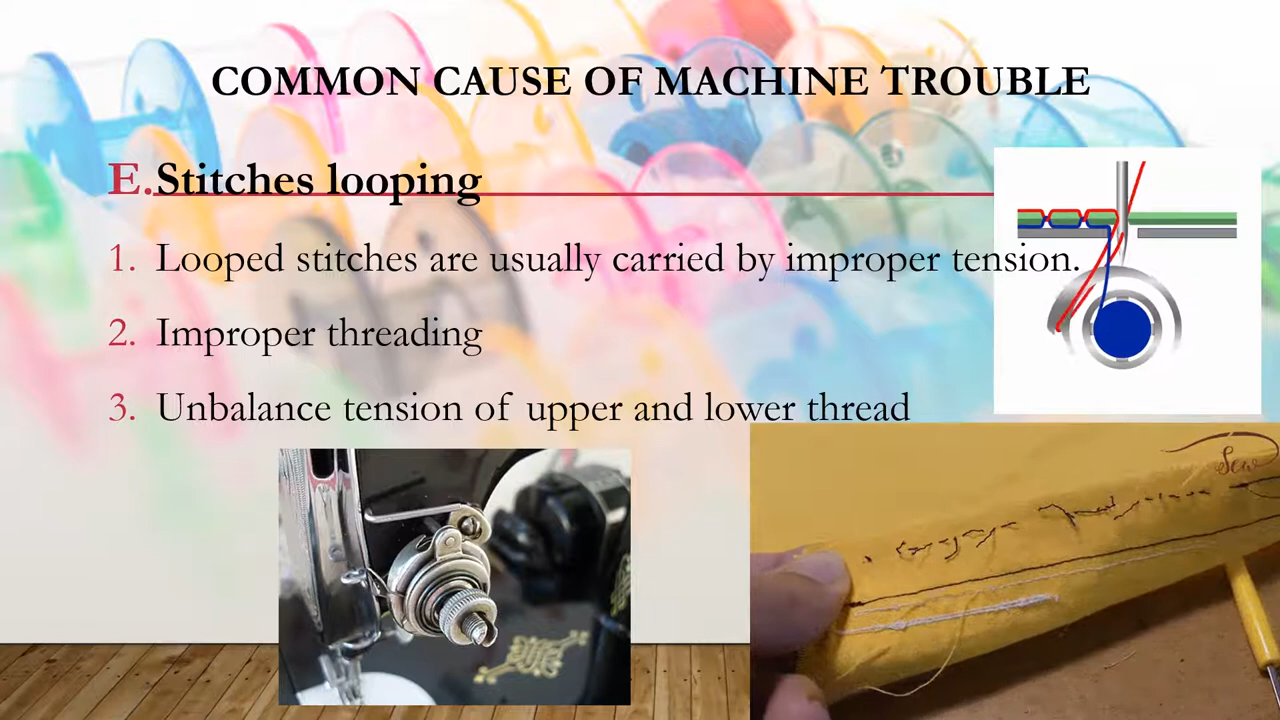 COMMON CAUSE OF MACHINE TROUBLE
E. Stitches looping
1. Looped stitches are usually carried by improper tension.
2. Improper threading
3. Unbalance tension of upper and lower thread
Sew